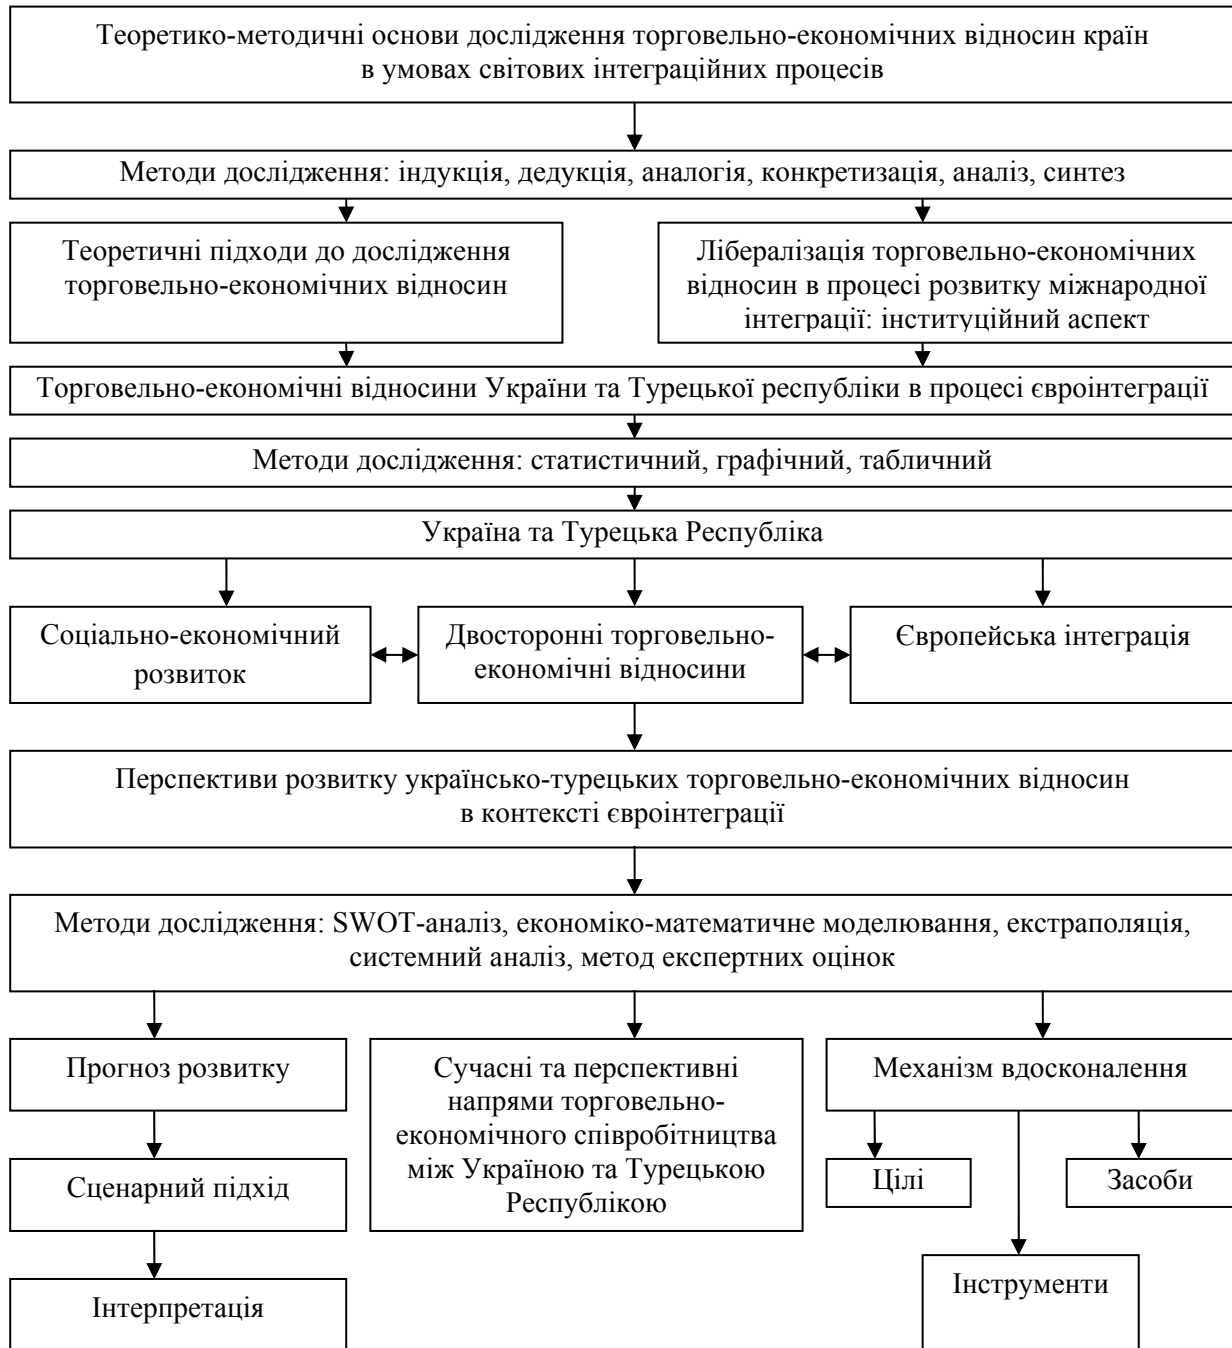 Теоретико-методичні основи дослідження торговельно-економічних відносин країн
в умовах світових інтеграційних процесів
Методи дослідження: індукція, дедукція, аналогія, конкретизація, аналіз, синтез
Теоретичні підходи до дослідження
торговельно-економічних відносин
Лібералізація торговельно-економічних
відносин в процесі розвитку міжнародної
інтеграції: інституційний аспект
Торговельно-економічні відносини України та Турецької республіки в процесі євроінтеграції
Методи дослідження: статистичний, графічний, табличний
Україна та Турецька Республіка
Соціально-економічний
розвиток
Двосторонні торговельно-
економічні відносини
Європейська інтеграція
Перспективи розвитку українсько-турецьких торговельно-економічних відносин
в контексті євроінтеграції
Методи дослідження: SWOT-аналіз, економіко-математичне моделювання, екстраполяція,
системний аналіз, метод експертних оцінок
Прогноз розвитку
Сценарний підхід
Інтерпретація
Сучасні та перспективні
напрями торговельно-
економічного співробітництва
між Україною та Турецькою
Республікою
Механізм вдосконалення
Цілі
Засоби
Інструменти